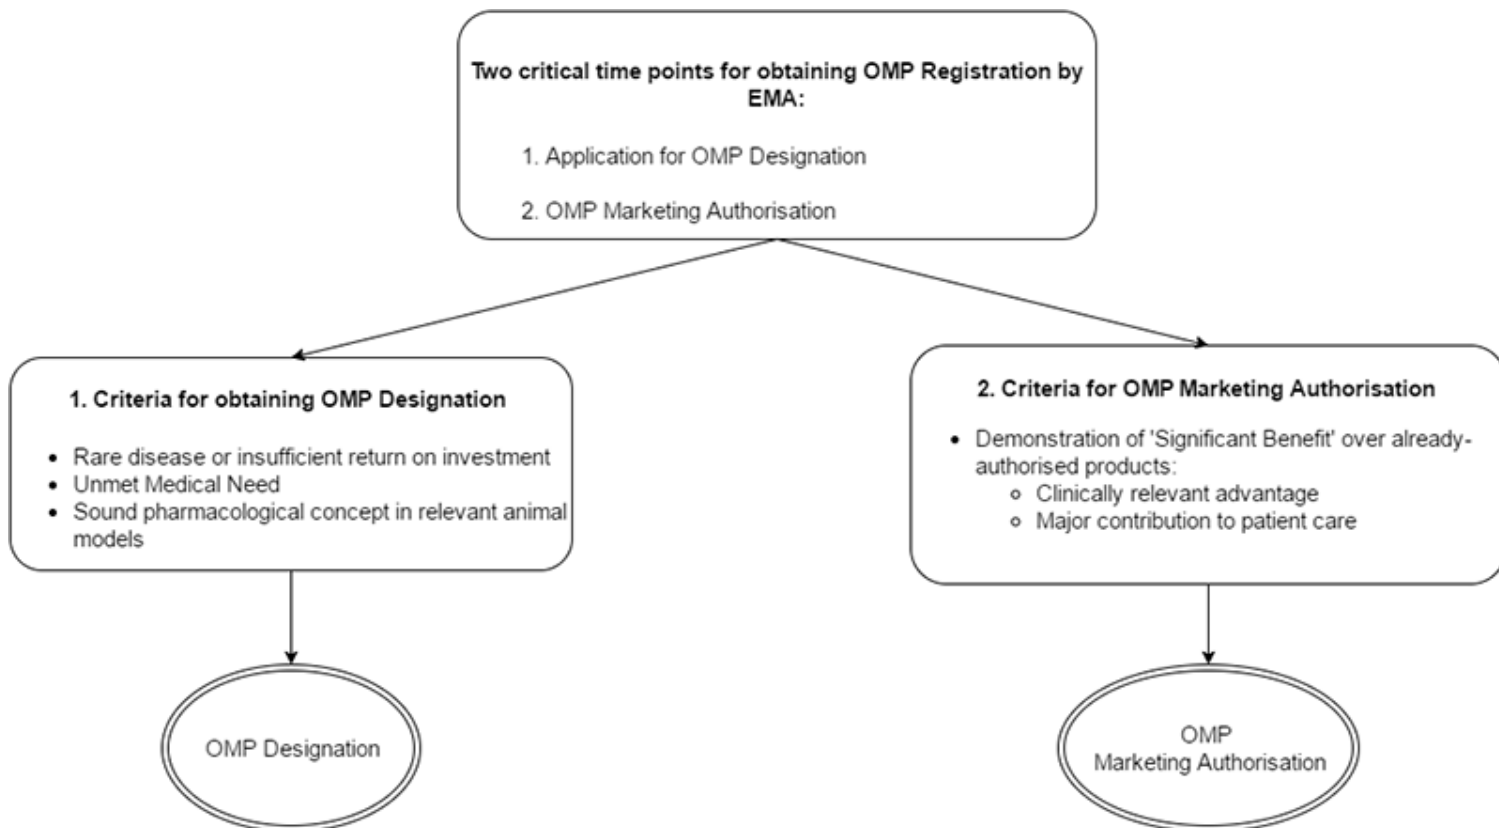 Two critical time points for obtaining OMP Registration by
EMA:
1. Application for OMP Designation
2. OMP Marketing Authorisation
1. Criteria for obtaining OMP Designation
• Rare disease or insufficient return on investment
• Unmet Medical Need
• Sound pharmacological concept in relevant animal
models
2. Criteria for OMP Marketing Authorisation
• Demonstration of 'Significant Benefit' over already-
authorised products:
◦ Clinically relevant advantage
◦ Major contribution to patient care
OMP Designation
OMP
Marketing Authorisation